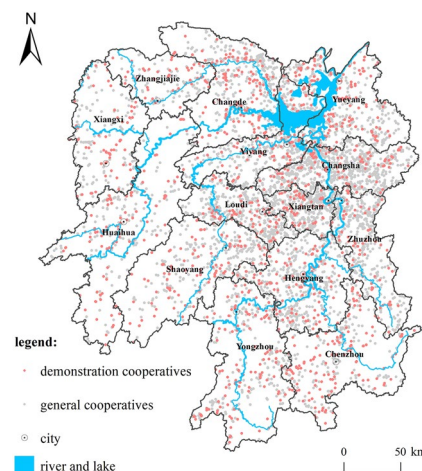 N
Zhangjiajie
Changde
Yueyang
Xiangxi
Yiyang
Changsha
Loudi
Xiangtan
Huaihua
Zhuzhou
Shaoyang
Hengyang
Yongzhou
Chenzhou
legend:
demonstration cooperatives
general cooperatives
city
river and lake
0 50 km